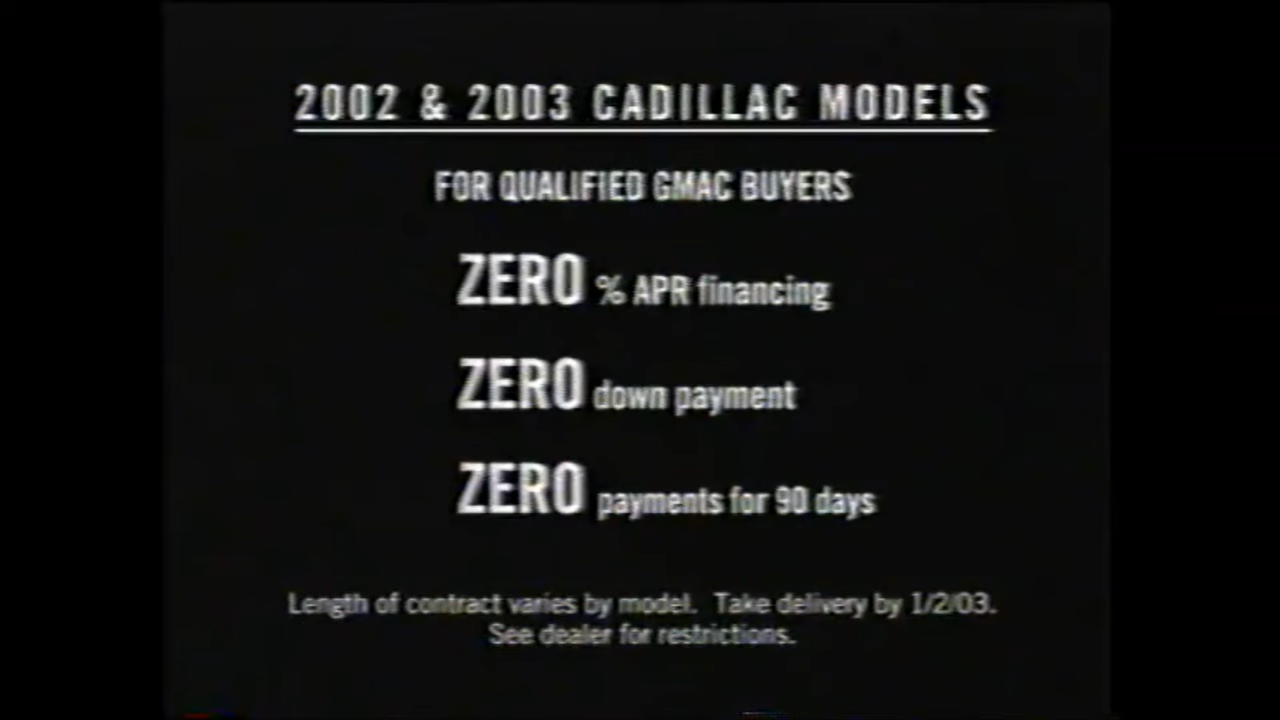 2002 & 2003 CADILLAC MODELS
FOR QUALIFIED GMAC BUYERS
ZERO % APR financing
ZERO down payment
ZERO payments for 90 days
Length of contract varies by model. Take delivery by 1/2/03.
See dealer for restrictions.